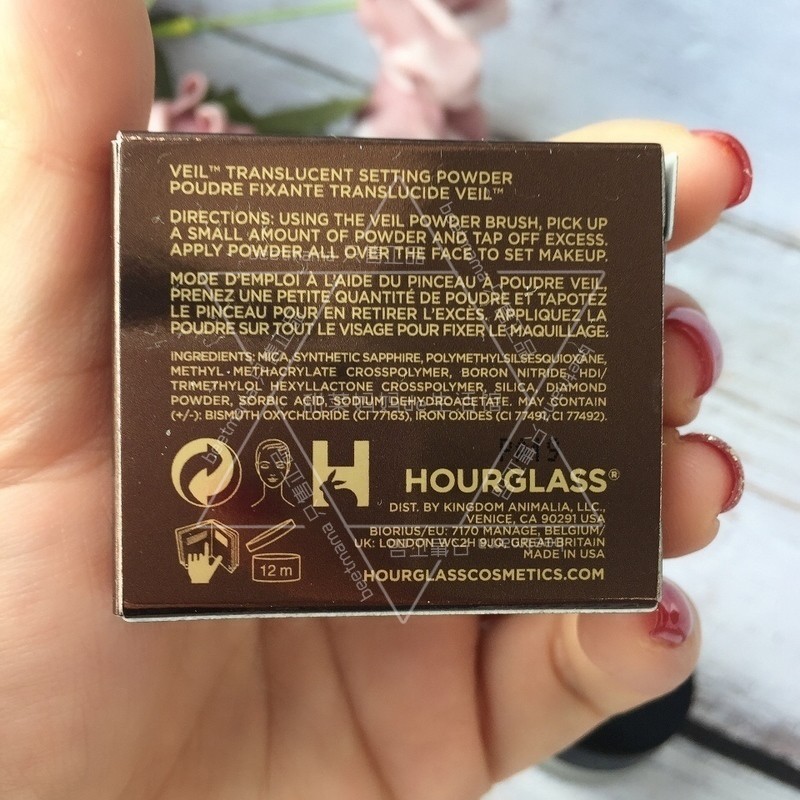 VEIL™ TRANSLUCENT SETTING POWDER
POUDRE FIXANTE TRANSLUCIDE VEIL™
DIRECTIONS: USING THE VEIL POWDER BRUSH, PICK UP
A SMALL AMOUNT OF POWDER AND TAP OFF EXCESS.
APPLY POWDER ALL OVER THE FACE TO SET MAKEUP.
MODE D'EMPLOI À L'AIDE DU PINCEAU À POUDRE VEIL,
PRENEZ UNE PETITE QUANTITÉ DE POUDRE ET TAPOTEZ
LE PINCEAU POUR EN RETIRER L'EXCÈS. APPLIQUEZ LA
POUDRE SUR TOUT LE VISAGE POUR FIXER LE MAQUILLAGE.
INGREDIENTS: MICA, SYNTHETIC SAPPHIRE, POLYMETHYLSILSESQUIOXANE,
METHYL METHACRYLATE CROSSPOLYMER, BORON NITRIDE, HDI/
TRIMETHYLOL HEXYLLACTONE CROSSPOLYMER, SILICA, DIAMOND
POWDER, SORBIC ACID, SODIUM DEHYDROACETATE. MAY CONTAIN
(+/-): BISMUTH OXYCHLORIDE (CI 77163), IRON OXIDES (CI 77491, CI 77492).
H
HOURGLASS®
DIST. BY KINGDOM ANIMALIA, LLC.,
VENICE, CA 90291 USA
BIORIUS/EU: 7170 MANAGE, BELGIUM/
UK: LONDON WC2H 9JQ, GREAT BRITAIN
MADE IN USA
12 m
HOURGLASSCOSMETICS.COM
beetmana
beetmana
beetmana
beetmana